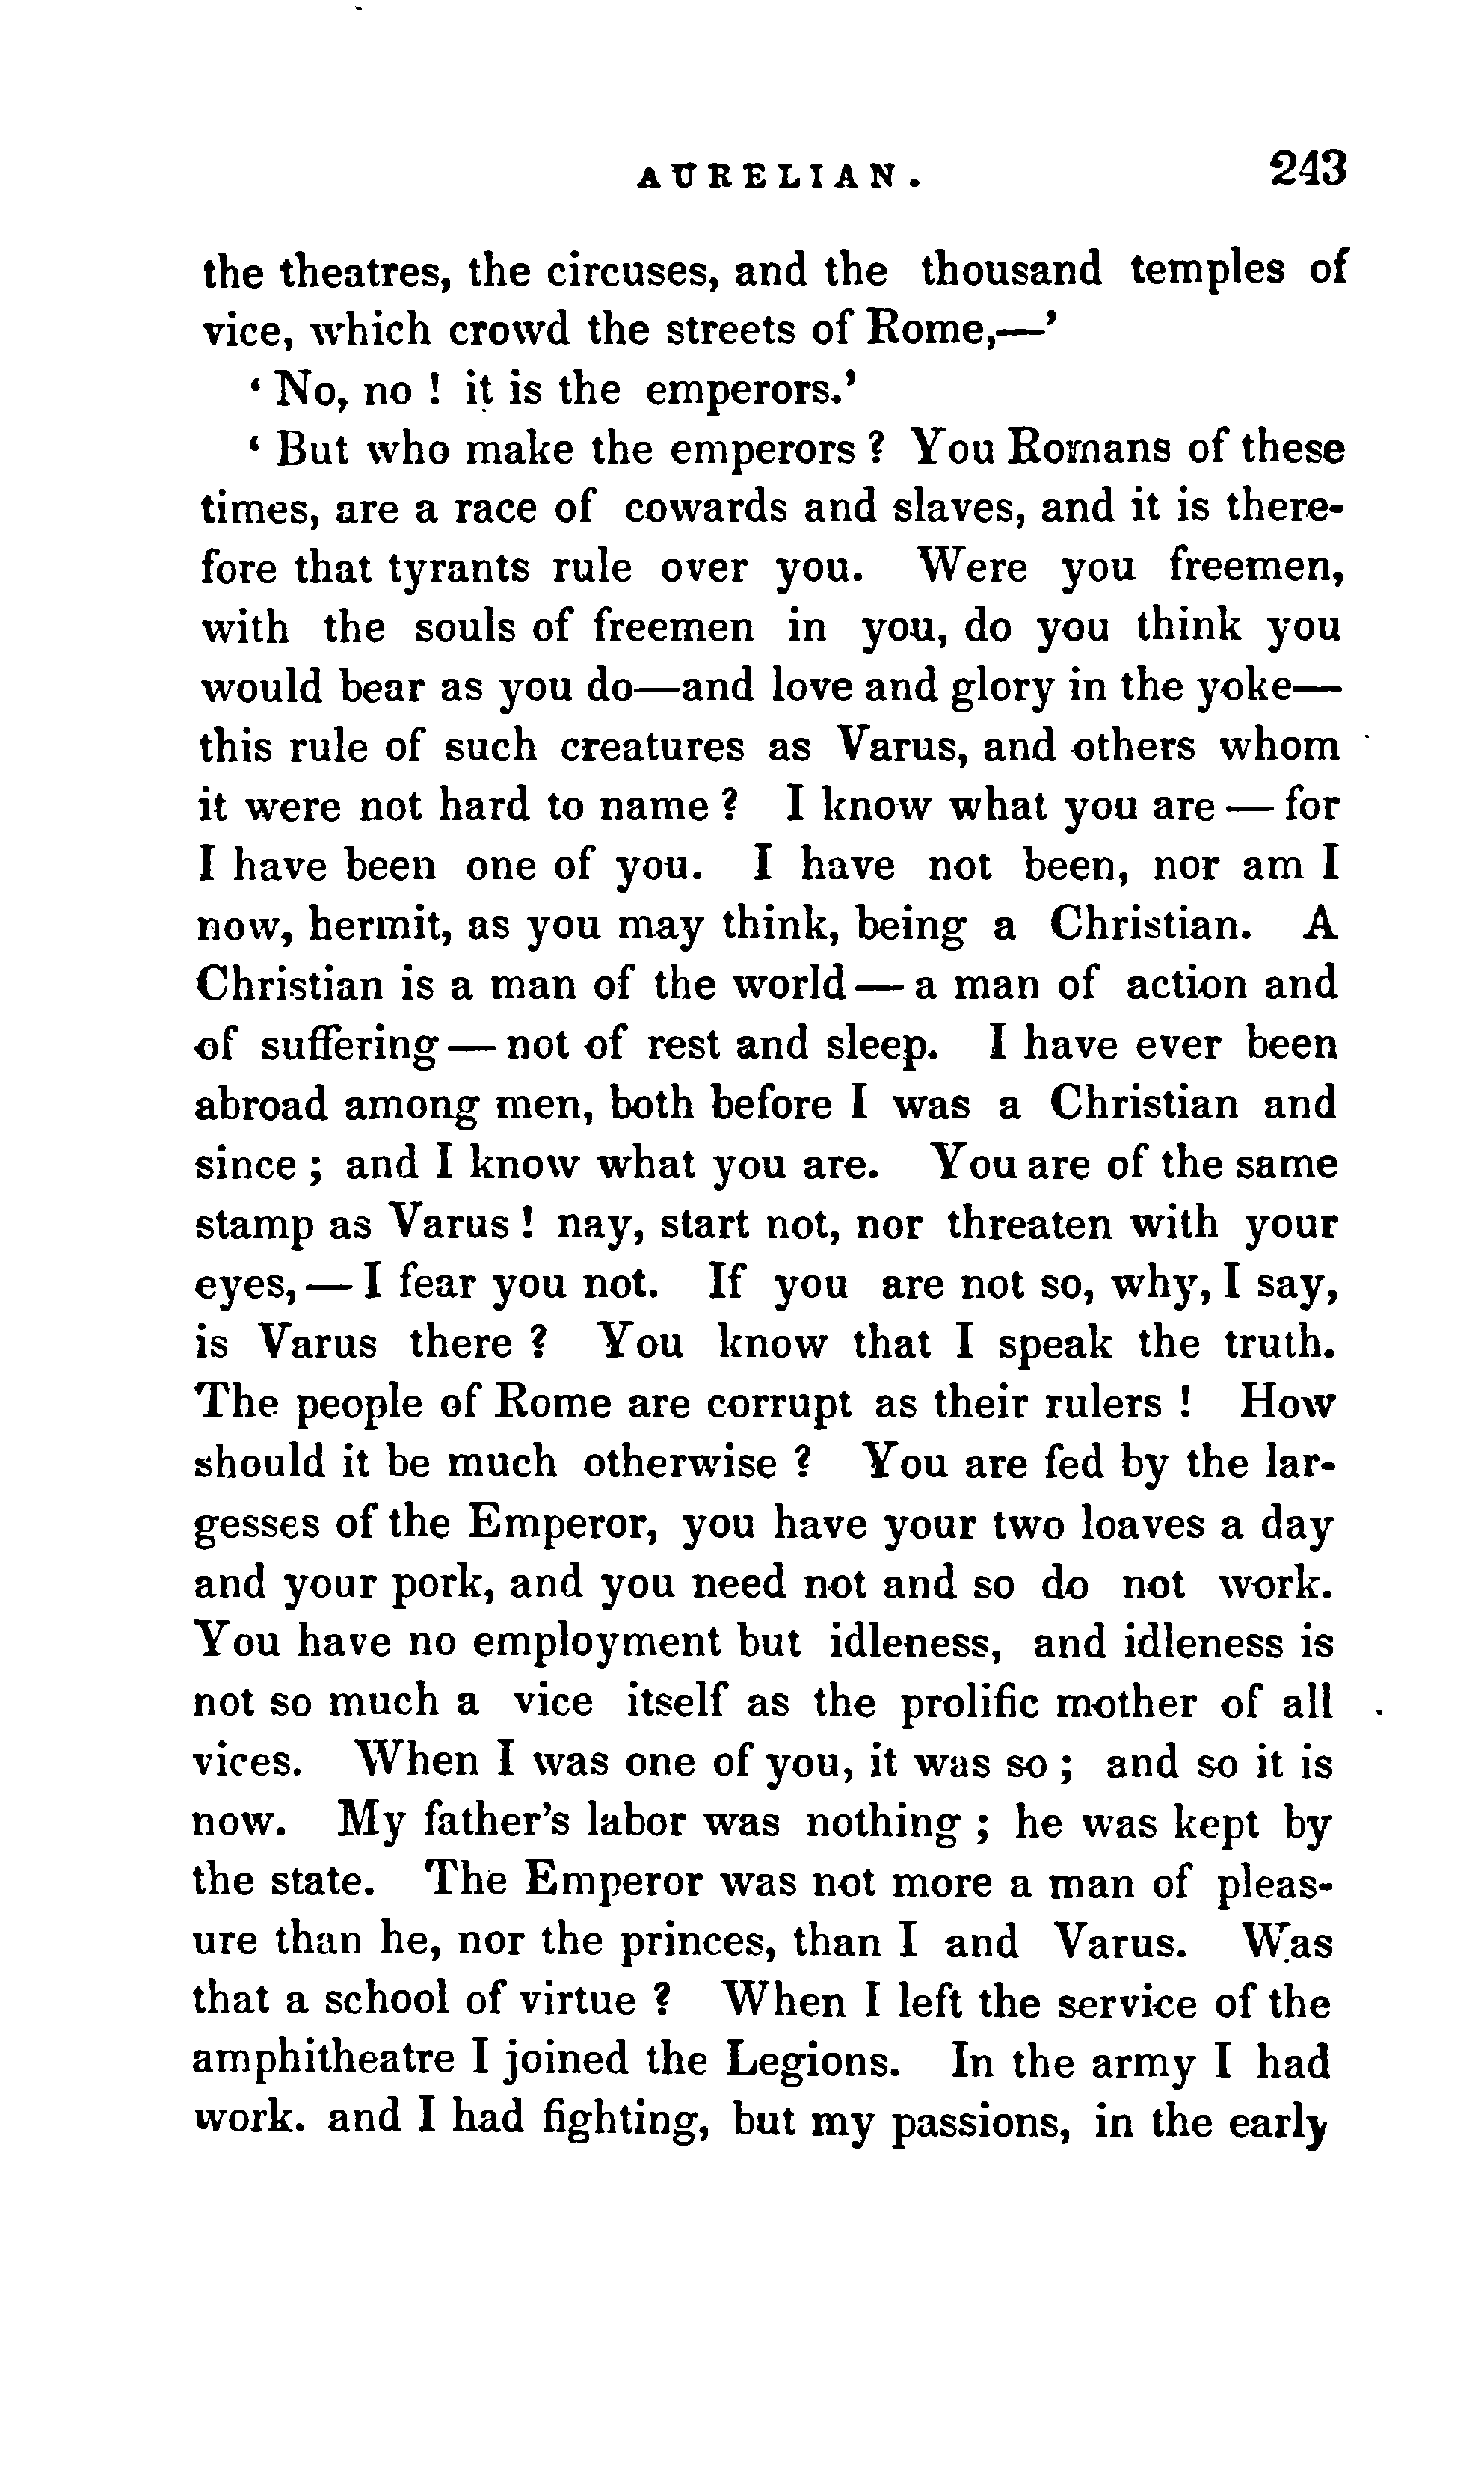 AURELIAN. 243
the theatres, the circuses, and the thousand temples of
vice, which crowd the streets of Rome,—’
‘ No, no ! it is the emperors.’
‘ But who make the emperors ? You Romans of these
times, are a race of cowards and slaves, and it is there-
fore that tyrants rule over you. Were you freemen,
with the souls of freemen in you, do you think you
would bear as you do—and love and glory in the yoke—
this rule of such creatures as Varus, and others whom
it were not hard to name ? I know what you are — for
I have been one of you. I have not been, nor am I
now, hermit, as you may think, being a Christian. A
Christian is a man of the world — a man of action and
of suffering — not of rest and sleep. I have ever been
abroad among men, both before I was a Christian and
since ; and I know what you are. You are of the same
stamp as Varus ! nay, start not, nor threaten with your
eyes, — I fear you not. If you are not so, why, I say,
is Varus there ? You know that I speak the truth.
The people of Rome are corrupt as their rulers ! How
should it be much otherwise ? You are fed by the lar-
gesses of the Emperor, you have your two loaves a day
and your pork, and you need not and so do not work.
You have no employment but idleness, and idleness is
not so much a vice itself as the prolific mother of all
vices. When I was one of you, it was so ; and so it is
now. My father’s labor was nothing ; he was kept by
the state. The Emperor was not more a man of pleas-
ure than he, nor the princes, than I and Varus. Was
that a school of virtue ? When I left the service of the
amphitheatre I joined the Legions. In the army I had
work. and I had fighting, but my passions, in the early